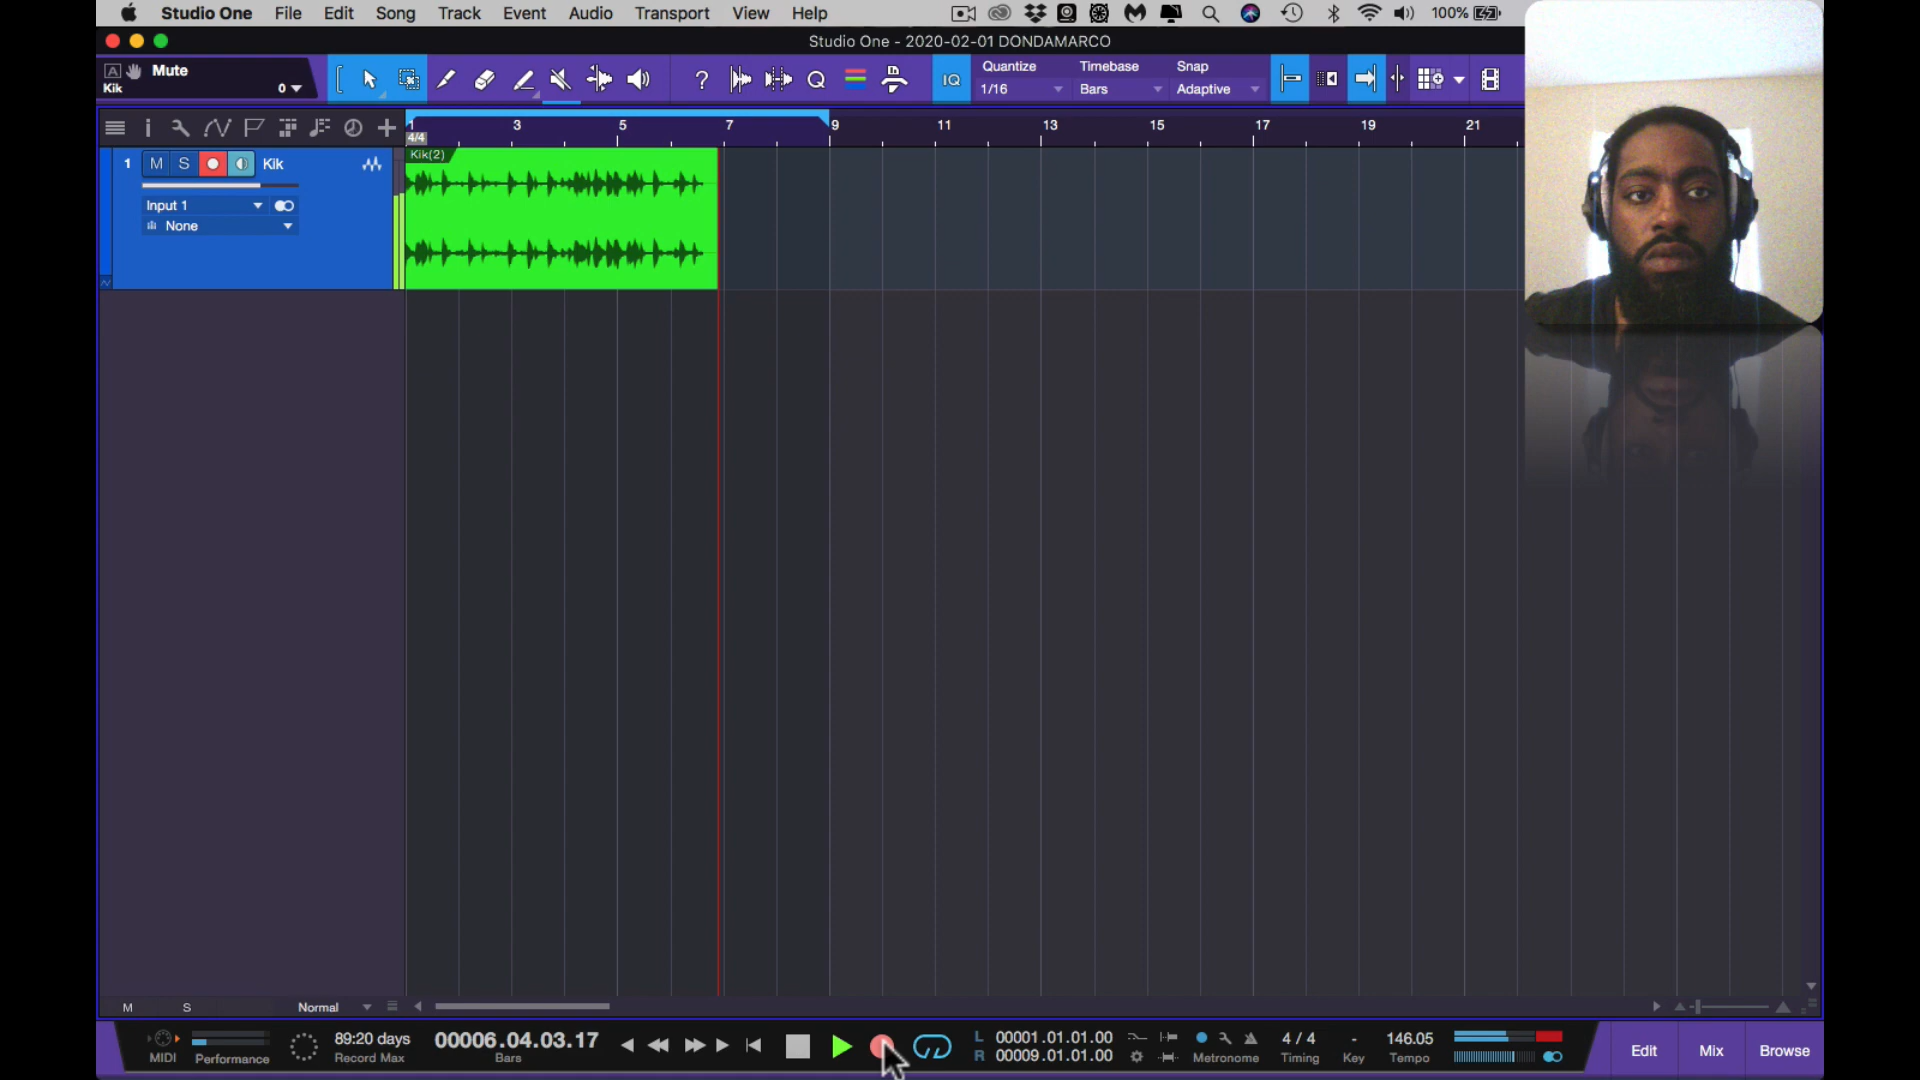 Studio One File Edit Song Track Event Audio Transport View Help 100%
Studio One - 2020-02-01 DONDAMARCO
A Mute
Kik 0
? Q IQ
Quantize Timebase Snap
1/16 Bars Adaptive
1 3 5 7 9 11 13 15 17 19 21
4/4
Kik(2)
1 M S Kik
Input 1
None
M S Normal
MIDI Performance
89:20 days
Record Max
00006.04.03.17
Bars
L 00001.01.01.00
R 00009.01.01.00
Metronome
4 / 4
Timing
-
Key
146.05
Tempo
Edit Mix Browse